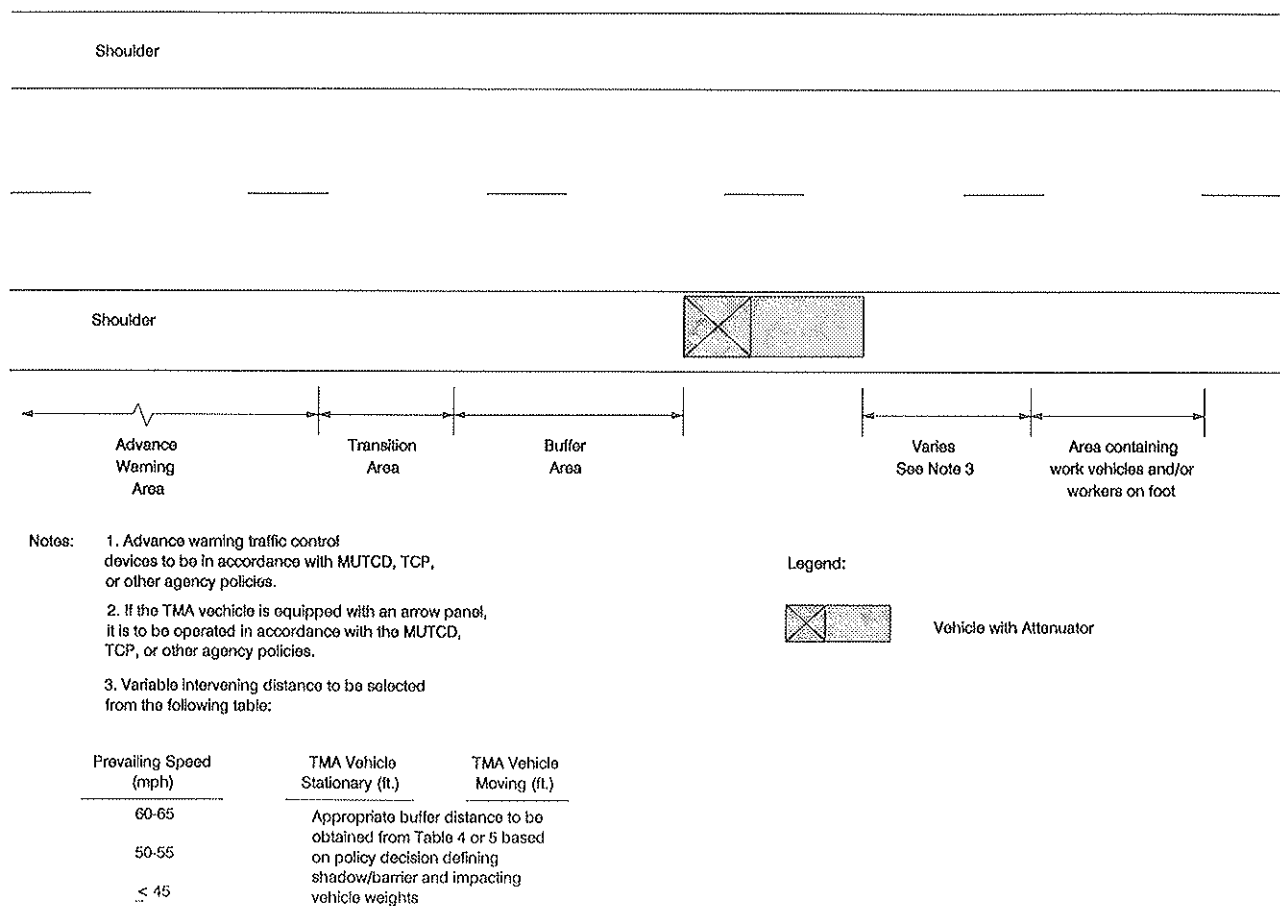 Shoulder
Shoulder
Advance
Warning
Area
Transition
Area
Buffer
Area
Varies
See Note 3
Area containing
work vehicles and/or
workers on foot
Notes: 1. Advance warning traffic control
devices to be in accordance with MUTCD, TCP,
or other agency policies.
2. If the TMA vechicle is equipped with an arrow panel,
it is to be operated in accordance with the MUTCD,
TCP, or other agency policies.
3. Variable intervening distance to be selected
from the following table:
Legend:
Vehicle with Attenuator
Prevailing Speed
(mph)
TMA Vehicle
Stationary (ft.)
TMA Vehicle
Moving (ft.)
60-65
50-55
≤ 45
Appropriate buffer distance to be
obtained from Table 4 or 5 based
on policy decision defining
shadow/barrier and impacting
vehicle weights